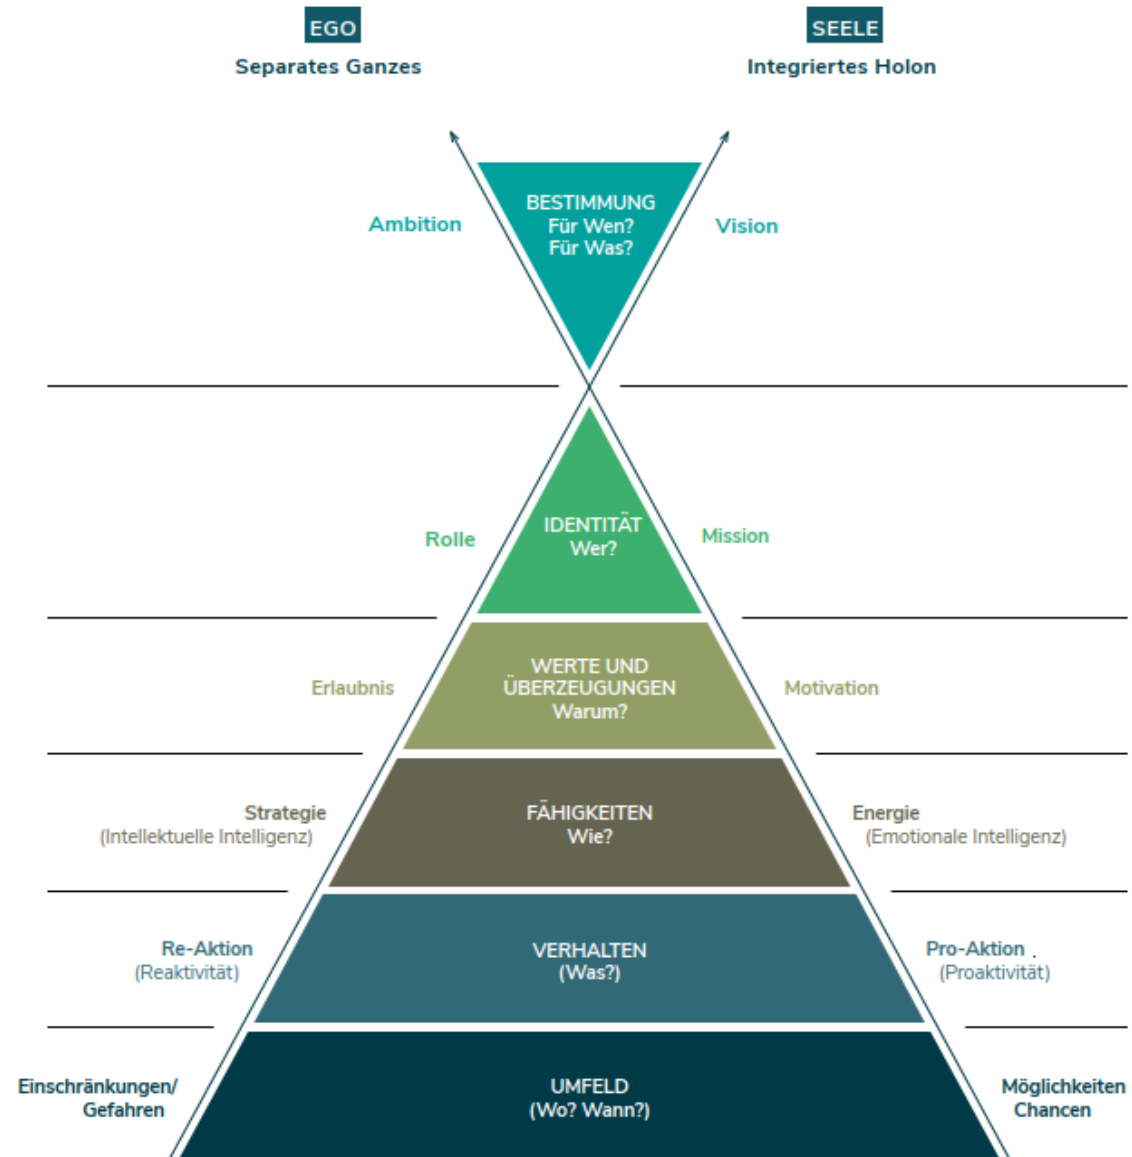 EGO
SEELE
Separates Ganzes
Integriertes Holon
Ambition
BESTIMMUNG
Für Wen?
Für Was?
Vision
Rolle
IDENTITÄT
Wer?
Mission
Erlaubnis
WERTE UND
ÜBERZEUGUNGEN
Warum?
Motivation
Strategie
(Intellektuelle Intelligenz)
FÄHIGKEITEN
Wie?
Energie
(Emotionale Intelligenz)
Re-Aktion
(Reaktivität)
VERHALTEN
(Was?)
Pro-Aktion .
(Proaktivität)
Einschränkungen/
Gefahren
UMFELD
(Wo? Wann?)
Möglichkeiten
Chancen